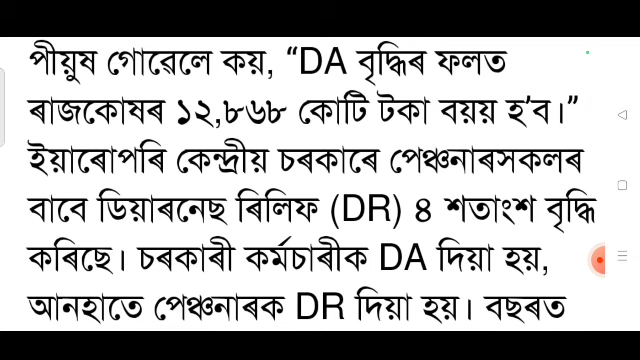 পীয়ুষ গোৱেলে কয়, “DA বৃদ্ধিৰ ফলত
ৰাজকোষৰ ১২,৮৬৮ কোটি টকা বয়য় হ’ব।”
ইয়াৰোপৰি কেন্দ্ৰীয় চৰকাৰে পেঞ্চনাৰসকলৰ
বাবে ডিয়াৰনেছ ৰিলিফ (DR) ৪ শতাংশ বৃদ্ধি
কৰিছে। চৰকাৰী কৰ্মচাৰীক DA দিয়া হয়,
আনহাতে পেঞ্চনাৰক DR দিয়া হয়। বছৰত